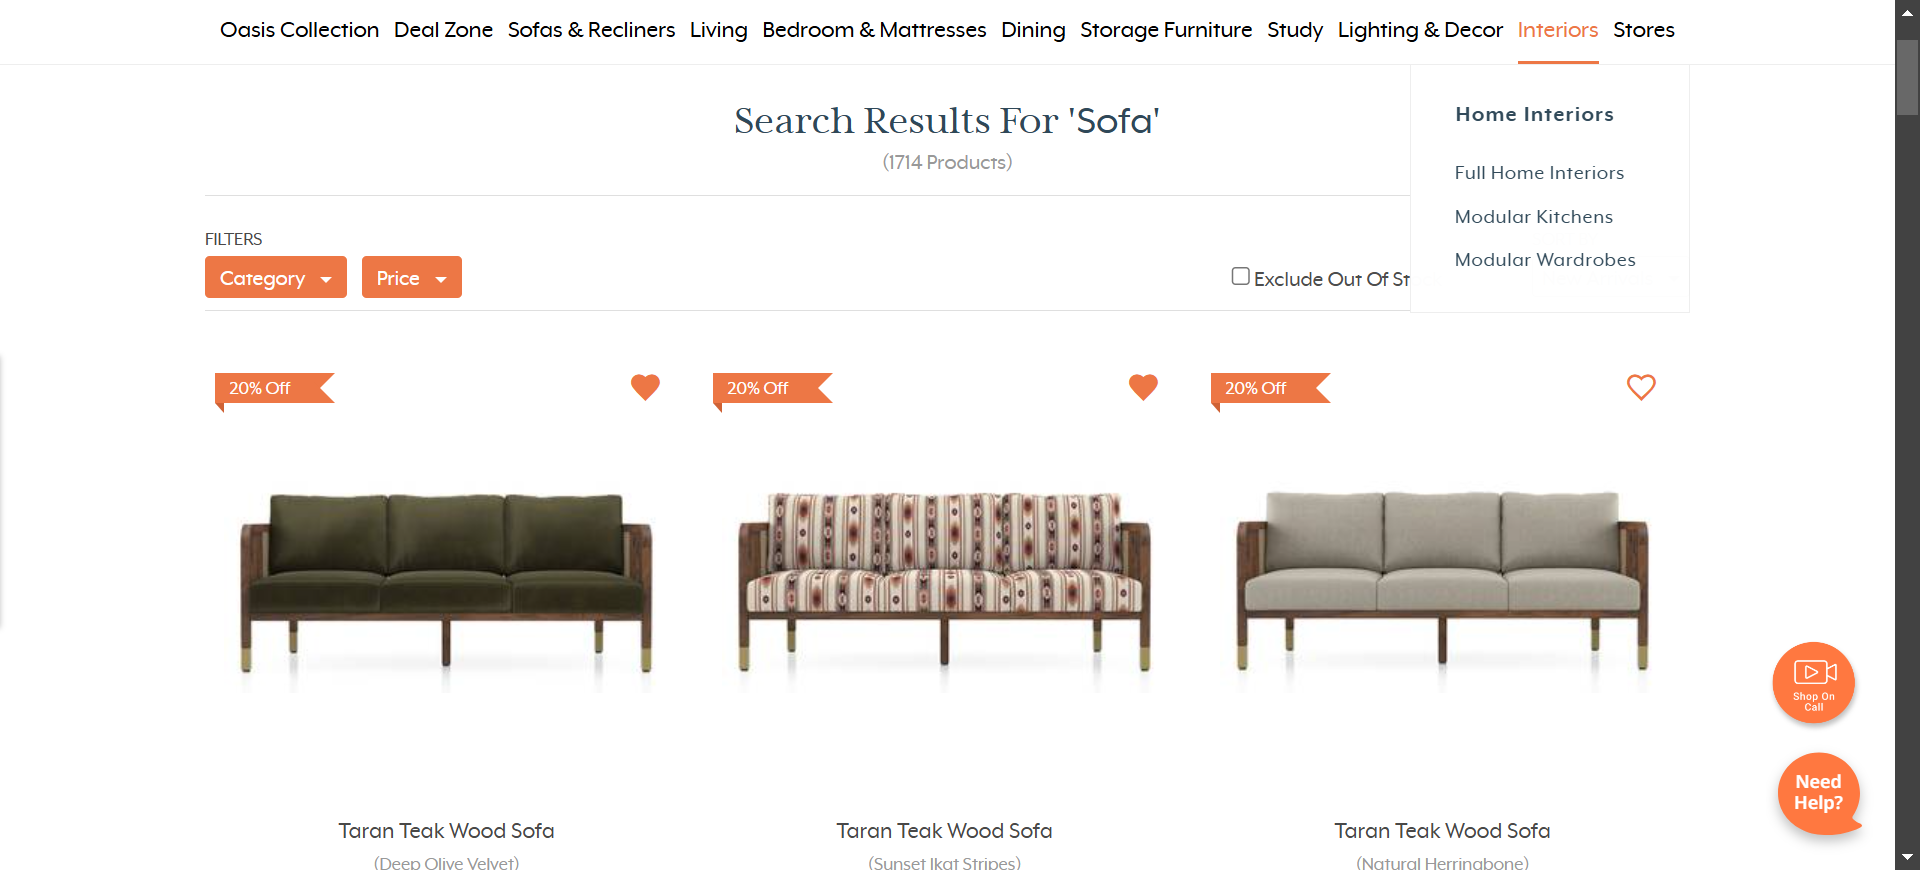 Oasis Collection Deal Zone Sofas & Recliners Living Bedroom & Mattresses Dining Storage Furniture Study Lighting & Decor Interiors Stores
Home Interiors
Full Home Interiors
Modular Kitchens
Modular Wardrobes
Search Results For 'Sofa'
(1714 Products)
FILTERS
Category Price
Exclude Out Of St
20% Off 20% Off 20% Off
Shop On
Call
Need
Help?
Taran Teak Wood Sofa Taran Teak Wood Sofa Taran Teak Wood Sofa
(Deep Olive Velvet) (Sunset Ikat Stripes) (Natural Herringbone)